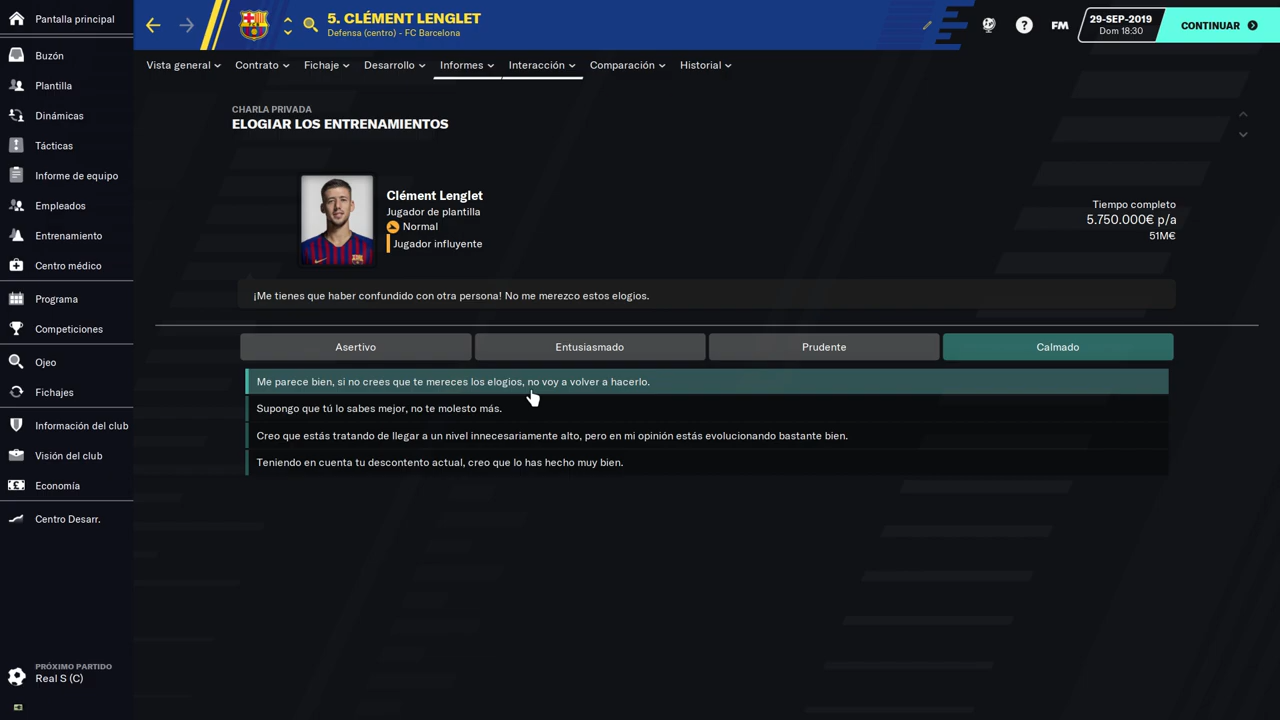 Pantalla principal
5. CLÉMENT LENGLET
Defensa (centro) - FC Barcelona
FM
29-SEP-2019
Dom 18:30
CONTINUAR
Buzón
Plantilla
Dinámicas
Tácticas
Informe de equipo
Empleados
Entrenamiento
Centro médico
Programa
Competiciones
Ojeo
Fichajes
Información del club
Visión del club
Economía
Centro Desarr.
PRÓXIMO PARTIDO
Real S (C)
Vista general
Contrato
Fichaje
Desarrollo
Informes
Interacción
Comparación
Historial
CHARLA PRIVADA
ELOGIAR LOS ENTRENAMIENTOS
Clément Lenglet
Jugador de plantilla
Normal
Jugador influyente
Tiempo completo
5.750.000€ p/a
51M€
¡Me tienes que haber confundido con otra persona! No me merezco estos elogios.
Asertivo
Entusiasmado
Prudente
Calmado
Me parece bien, si no crees que te mereces los elogios, no voy a volver a hacerlo.
Supongo que tú lo sabes mejor, no te molesto más.
Creo que estás tratando de llegar a un nivel innecesariamente alto, pero en mi opinión estás evolucionando bastante bien.
Teniendo en cuenta tu descontento actual, creo que lo has hecho muy bien.